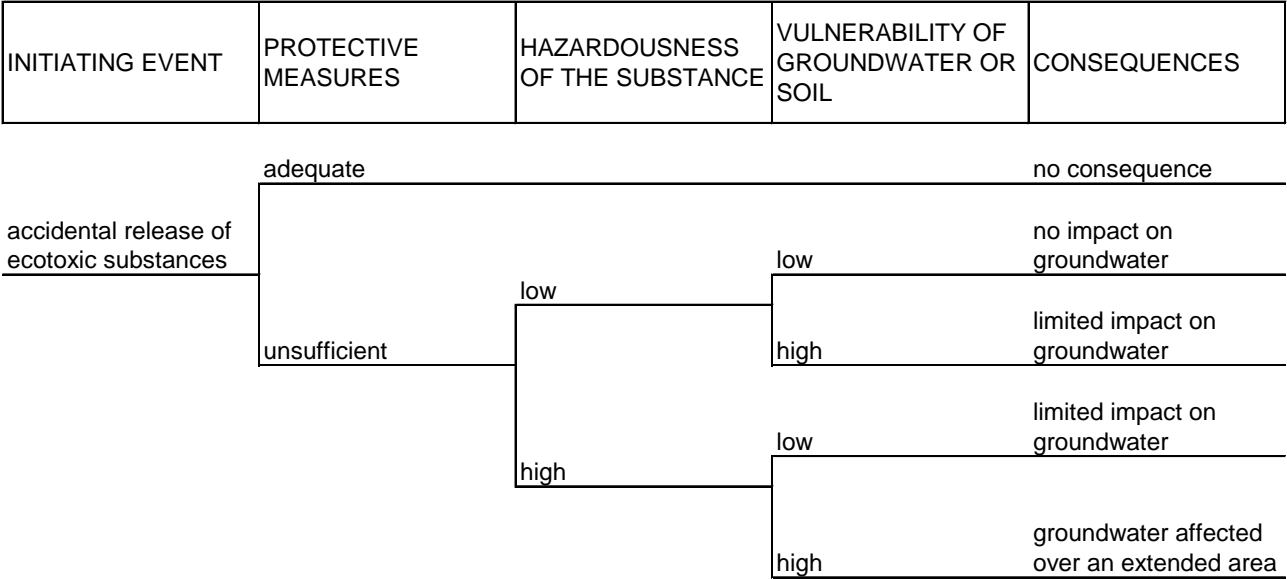 INITIATING EVENT
PROTECTIVE
MEASURES
HAZARDOUSNESS
OF THE SUBSTANCE
VULNERABILITY OF
GROUNDWATER OR
SOIL
CONSEQUENCES
adequate
no consequence
accidental release of
ecotoxic substances
low
no impact on
groundwater
low
unsufficient
high
limited impact on
groundwater
low
limited impact on
groundwater
high
high
groundwater affected
over an extended area